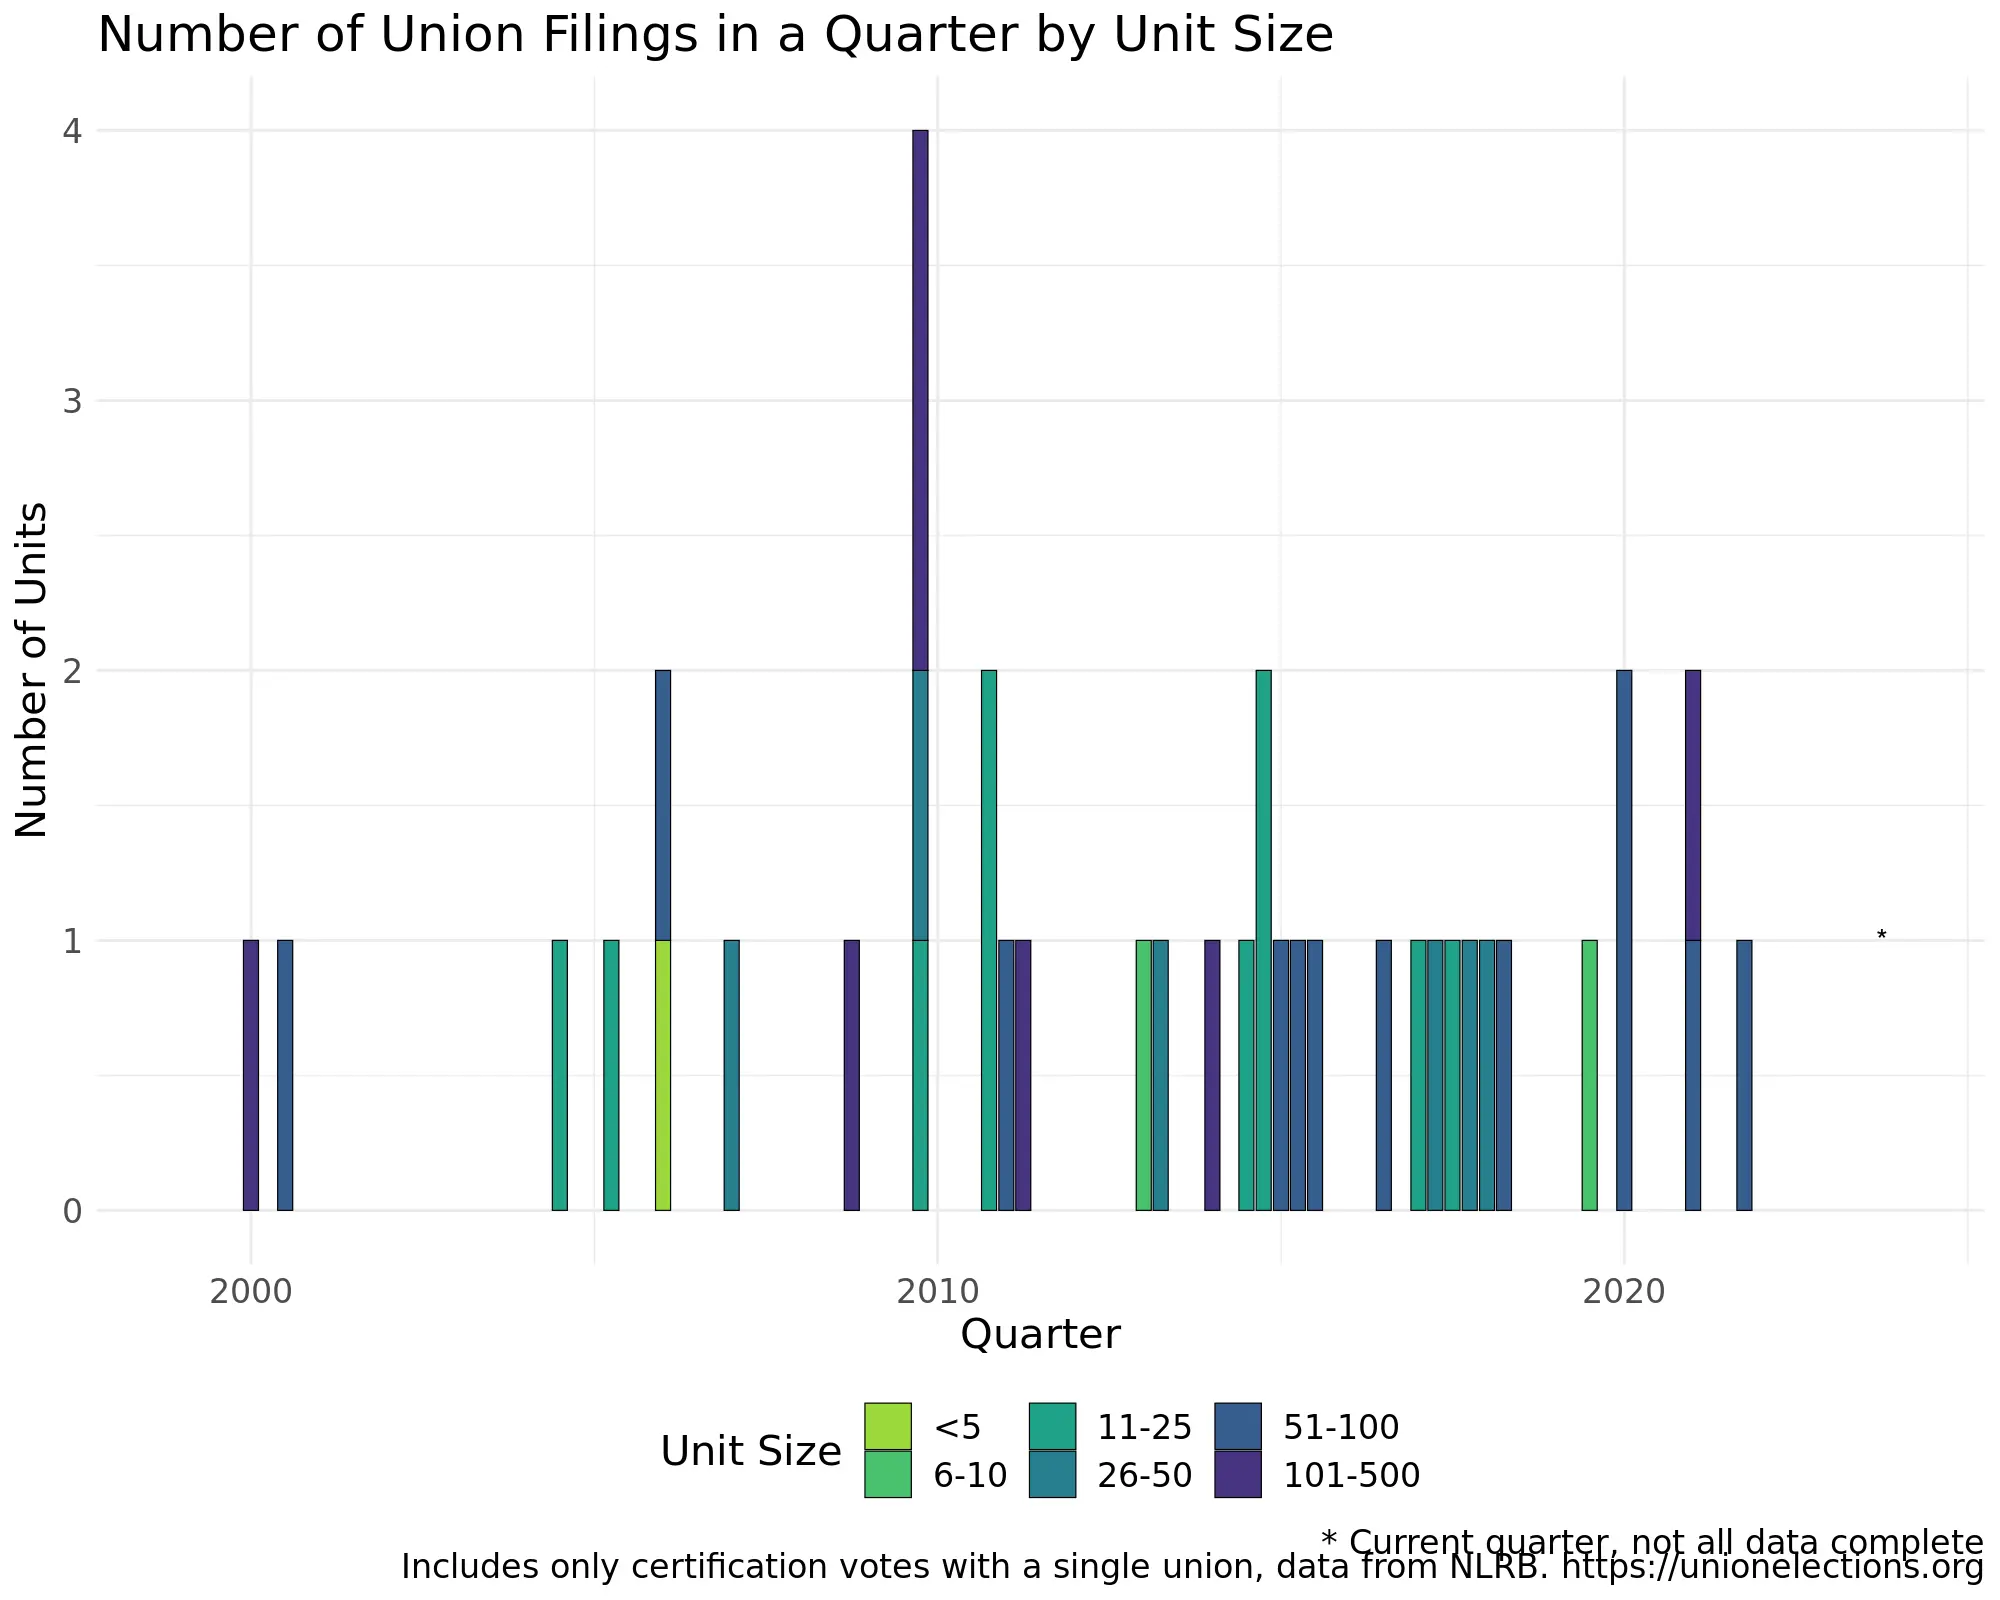 Number of Union Filings in a Quarter by Unit Size
Number of Units
4
3
2
1
0
*
2000 2010 2020
Quarter
Unit Size
<5 11-25 51-100
6-10 26-50 101-500
* Current quarter, not all data complete
Includes only certification votes with a single union, data from NLRB. https://unionelections.org